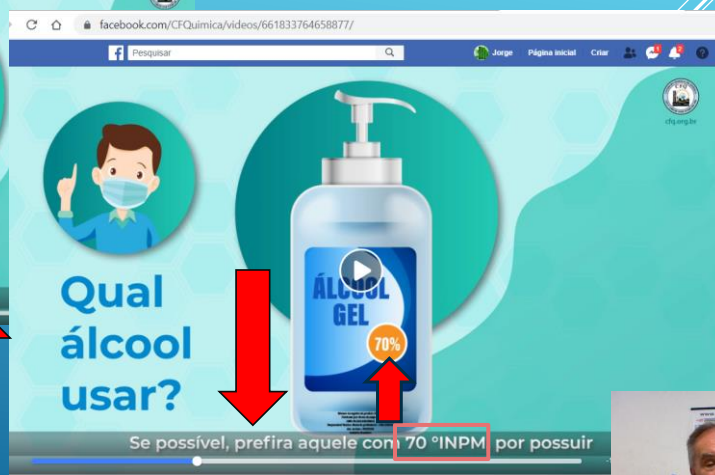 facebook.com/CFQuimica/videos/661833764658877/
Pesquisar
Jorge Página inicial Criar
CFQ
cfq.org.br
Qual
álcool
usar?
ÁLCOOL
GEL
70%
Se possível, prefira aquele com 70 °INPM por possuir